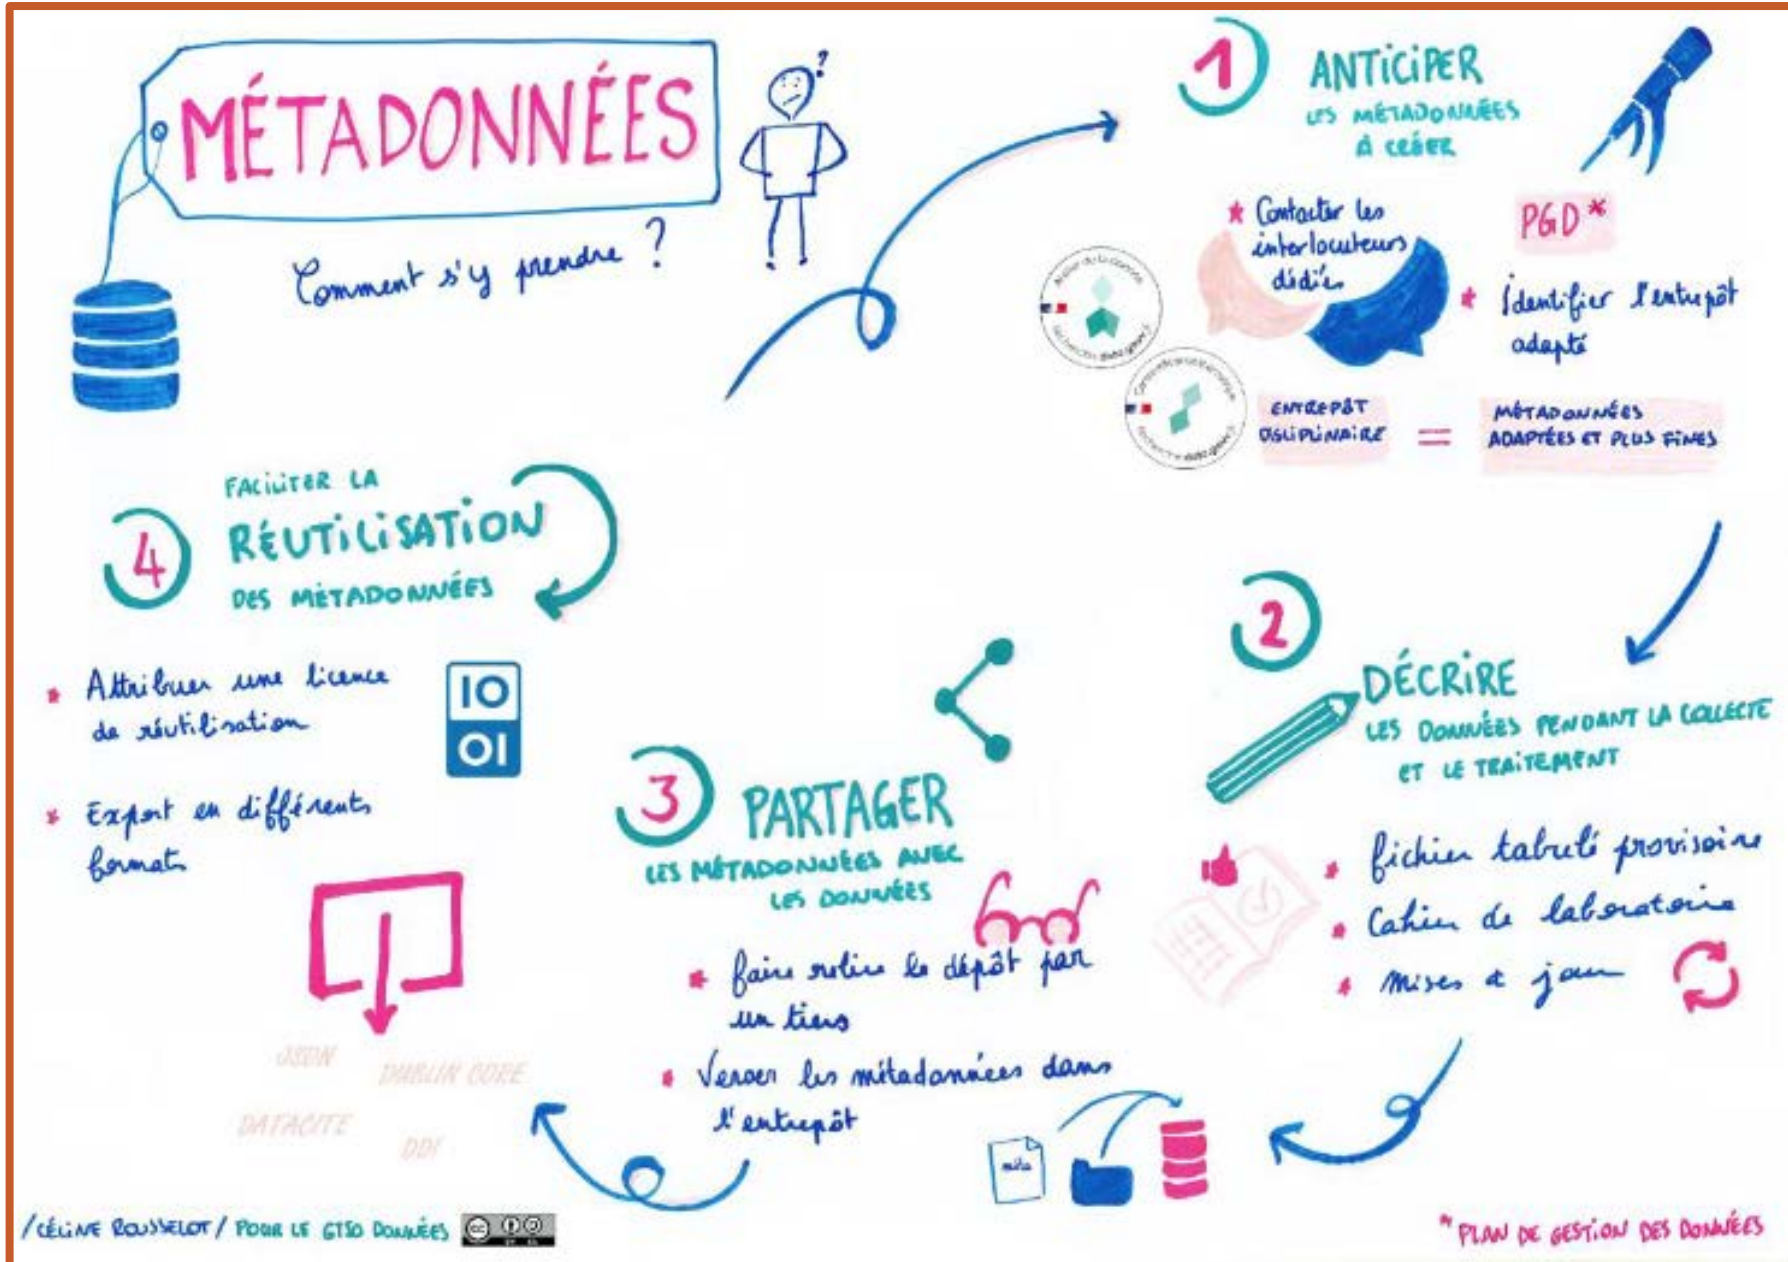 MÉTADONNÉES
Comment s'y prendre ?
1
ANTICIPER
LES MÉTADONNÉES
À CRÉER
* Contacter les
interlocuteurs
dédiés
PGD*
* Identifier l'entrepôt
adapté
ENTREPÔT
DISCIPLINAIRE
=
MÉTADONNÉES
ADAPTÉES ET PLUS FINES
2
DÉCRIRE
LES DONNÉES PENDANT LA COLLECTE
ET LE TRAITEMENT
* fichier tabulé provisoire
* Cahier de laboratoire
* Mises à jour
3
PARTAGER
LES MÉTADONNÉES AVEC
LES DONNÉES
* faire relire le dépôt par
un tiers
* Verser les métadonnées dans
l'entrepôt
méta
4
FACILITER LA
RÉUTILISATION
DES MÉTADONNÉES
* Attribuer une licence
de réutilisation
IO
OI
* Export en différents
formats
JSON
DUBLIN CORE
DATACITE
DDI
/CÉLINE ROUSSELOT/ POUR LE GTSO DONNÉES
* PLAN DE GESTION DES DONNÉES